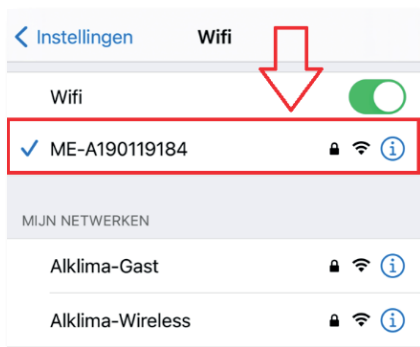 Instellingen Wifi
Wifi
ME-A190119184
MIJN NETWERKEN
Alklima-Gast
Alklima-Wireless